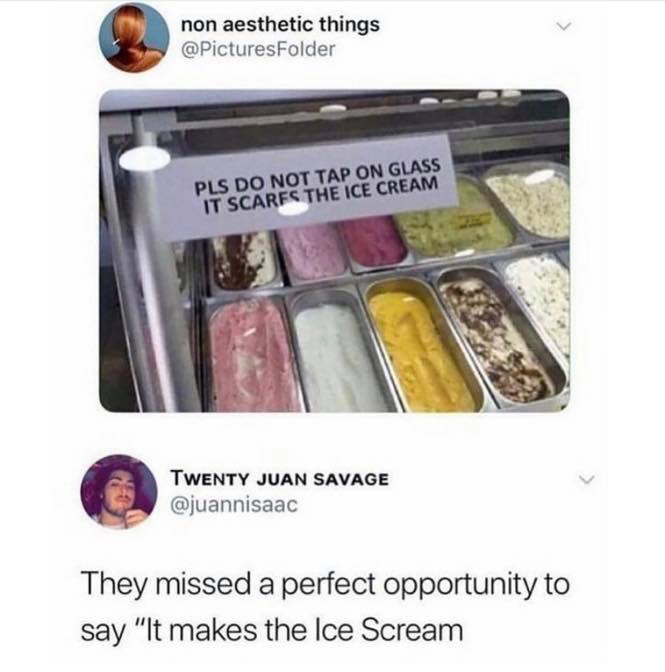 non aesthetic things
@PicturesFolder
PLS DO NOT TAP ON GLASS
IT SCARES THE ICE CREAM
TWENTY JUAN SAVAGE
@juannisaac
They missed a perfect opportunity to
say "It makes the Ice Scream